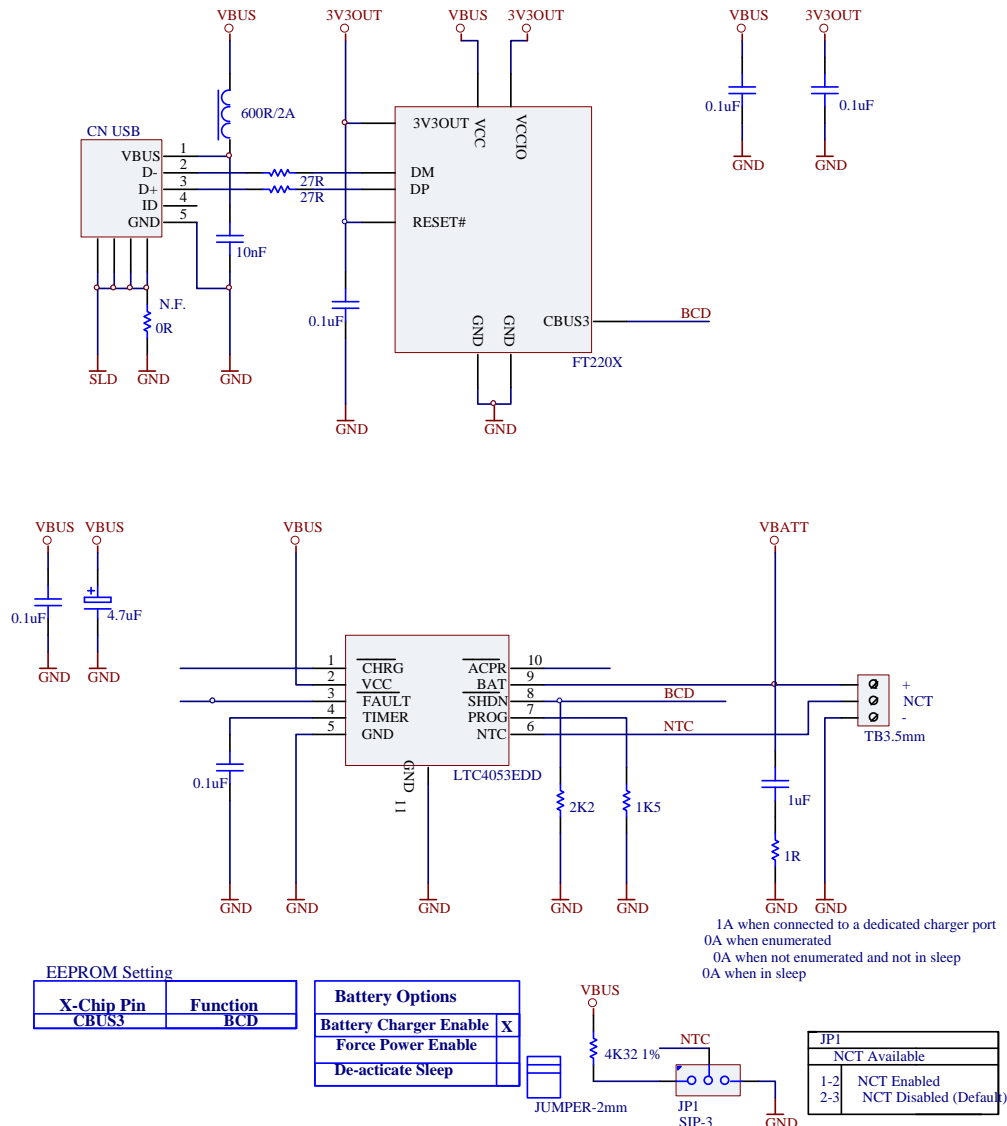 VBUS
3V3OUT
VBUS
3V3OUT
VBUS
3V3OUT
600R/2A
0.1uF
0.1uF
CN USB
3V3OUT
VCC
VCCIO
VBUS 1
D- 2
D+ 3
ID 4
GND 5
27R
27R
DM
DP
RESET#
GND
GND
10nF
N.F.
0R
0.1uF
GND
GND
CBUS3
BCD
FT220X
SLD
GND
GND
GND
GND
VBUS
VBUS
VBUS
VBATT
0.1uF
+
4.7uF
GND
GND
1 CHRG
2 VCC
3 FAULT
4 TIMER
5 GND
ACPR 10
BAT 9
SHDN 8
PROG 7
NTC 6
BCD
NTC
+
NCT
-
TB3.5mm
GND 11
LTC4053EDD
0.1uF
2K2
1K5
1uF
1R
GND
GND
GND
GND
GND
GND
GND
1A when connected to a dedicated charger port
0A when enumerated
0A when not enumerated and not in sleep
0A when in sleep
EEPROM Setting
X-Chip Pin Function
CBUS3 BCD
Battery Options
Battery Charger Enable X
Force Power Enable
De-acticate Sleep
JUMPER-2mm
VBUS
4K32 1%
NTC
JP1
SIP-3
GND
JP1
NCT Available
1-2 NCT Enabled
2-3 NCT Disabled (Default)